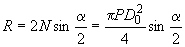 R = 2N sin α/2 = πPD₀²/4 sin α/2